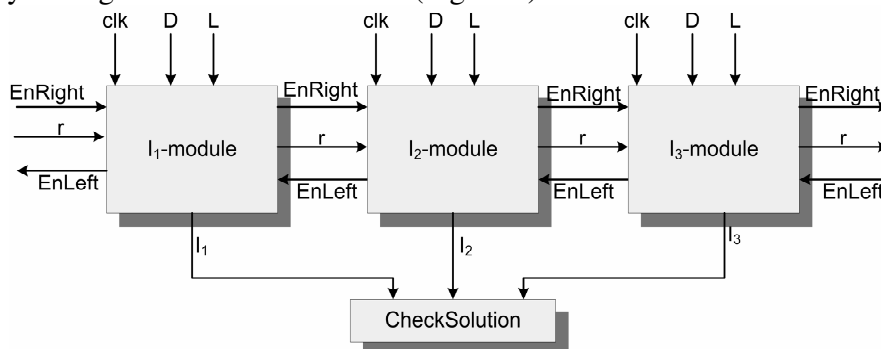 clk D L clk D L clk D L
EnRight EnRight EnRight EnRight
r I₁-module r I₂-module r I₃-module r
EnLeft EnLeft EnLeft EnLeft
I₁ I₂ I₃
CheckSolution